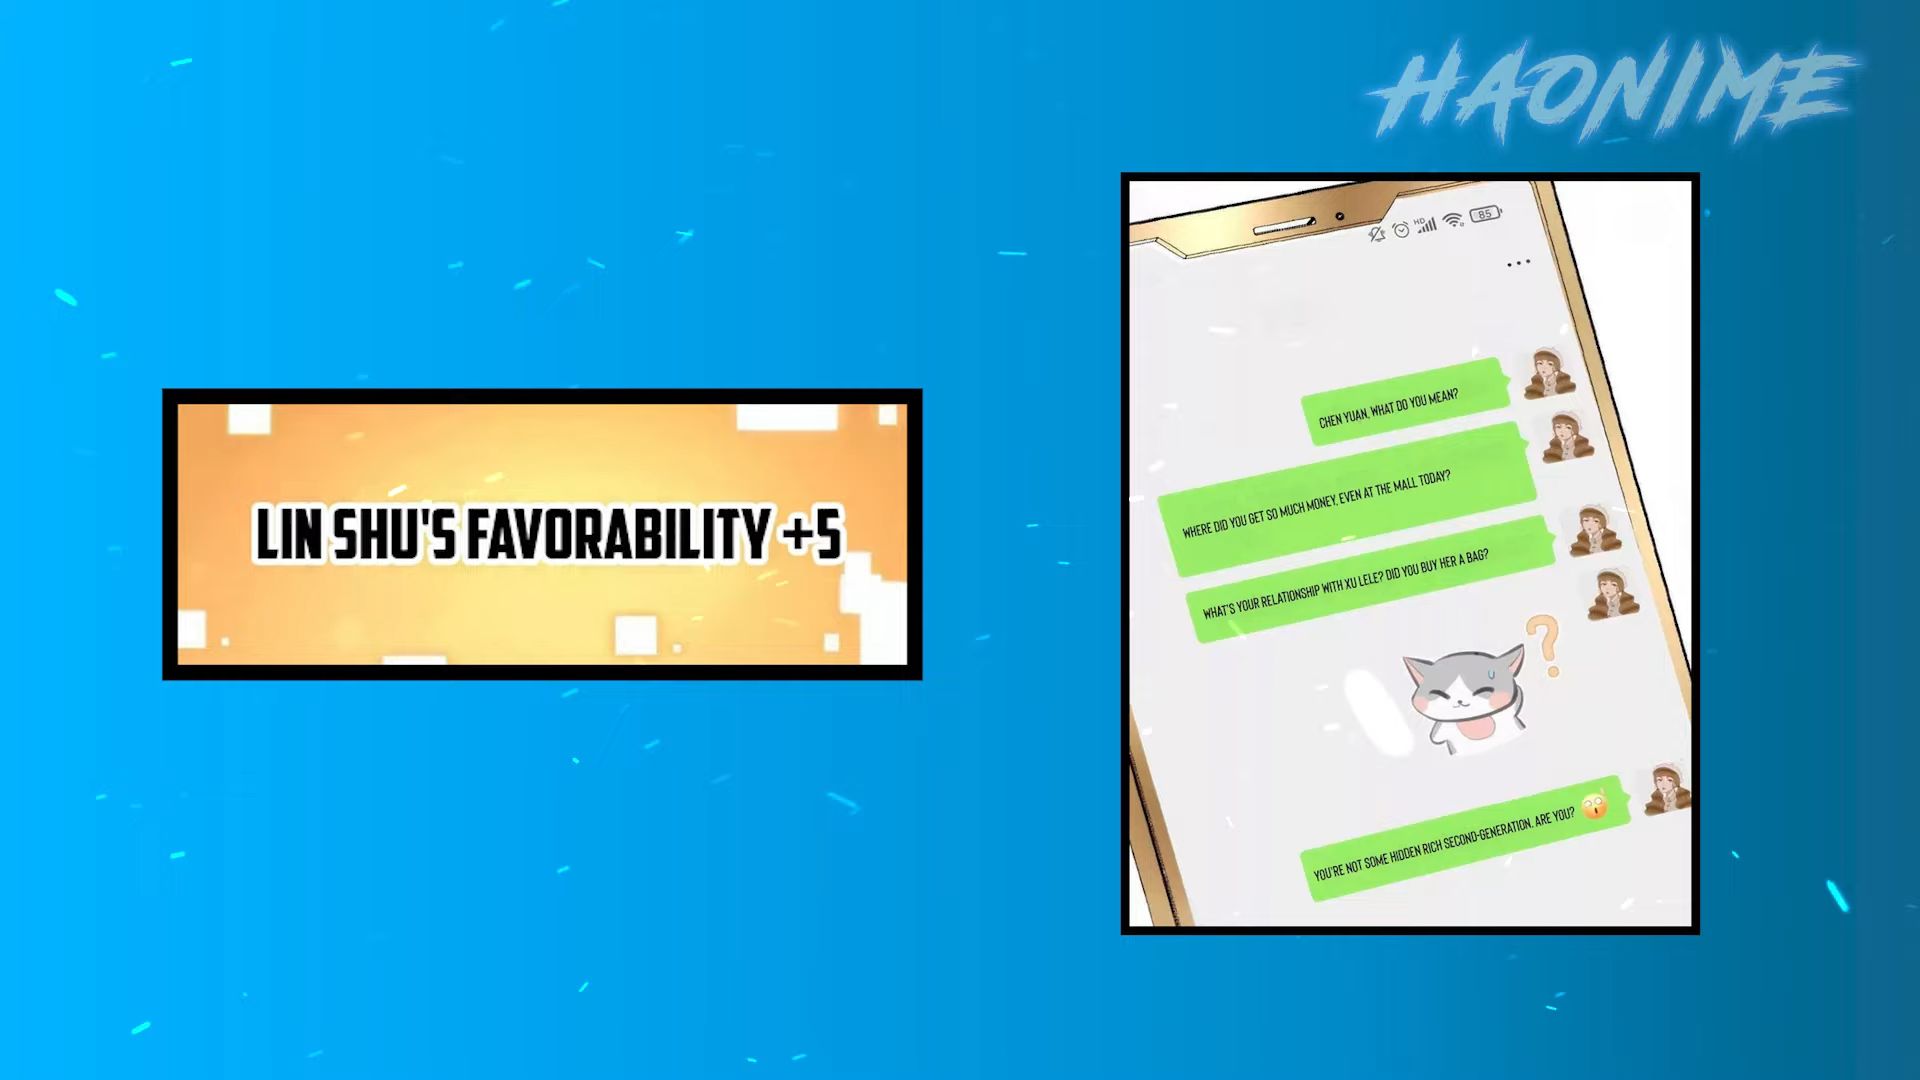 HAONIME
LIN SHU'S FAVORABILITY +5
HD
85
CHEN YUAN, WHAT DO YOU MEAN?
WHERE DID YOU GET SO MUCH MONEY, EVEN AT THE MALL TODAY?
WHAT'S YOUR RELATIONSHIP WITH XU LELE? DID YOU BUY HER A BAG?
?
YOU'RE NOT SOME HIDDEN RICH SECOND-GENERATION, ARE YOU?